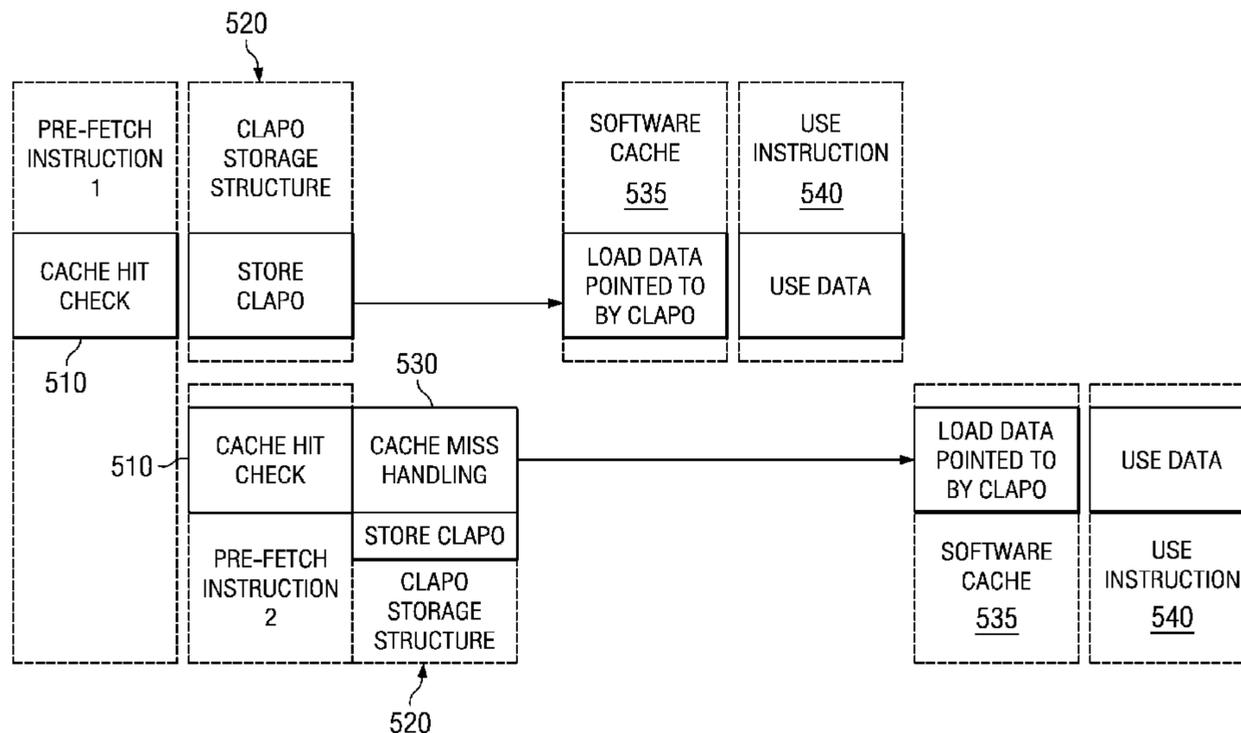 520
PRE-FETCH
INSTRUCTION
1
CLAPO
STORAGE
STRUCTURE
SOFTWARE
CACHE
535
USE
INSTRUCTION
540
CACHE HIT
CHECK
STORE
CLAPO
LOAD DATA
POINTED TO
BY CLAPO
USE DATA
510
530
510
CACHE HIT
CHECK
CACHE MISS
HANDLING
LOAD DATA
POINTED TO
BY CLAPO
USE DATA
STORE CLAPO
PRE-FETCH
INSTRUCTION
2
CLAPO
STORAGE
STRUCTURE
SOFTWARE
CACHE
535
USE
INSTRUCTION
540
520